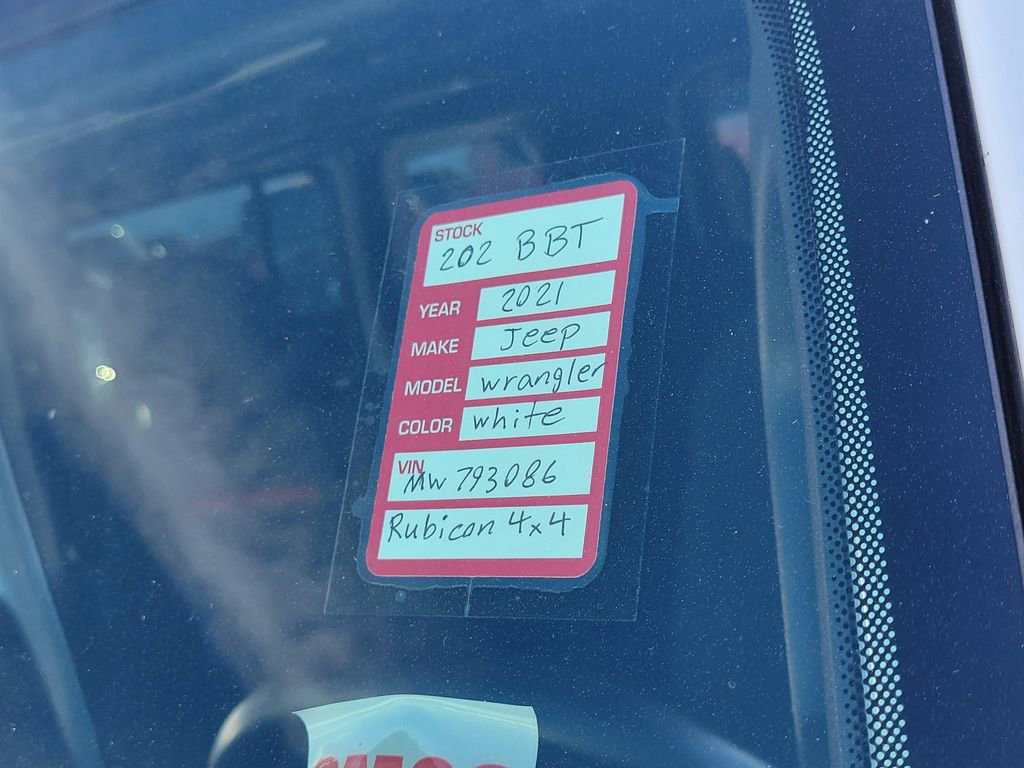 STOCK
202 BBT
YEAR 2021
MAKE Jeep
MODEL wrangler
COLOR white
VIN
MW 793086
Rubicon 4x4